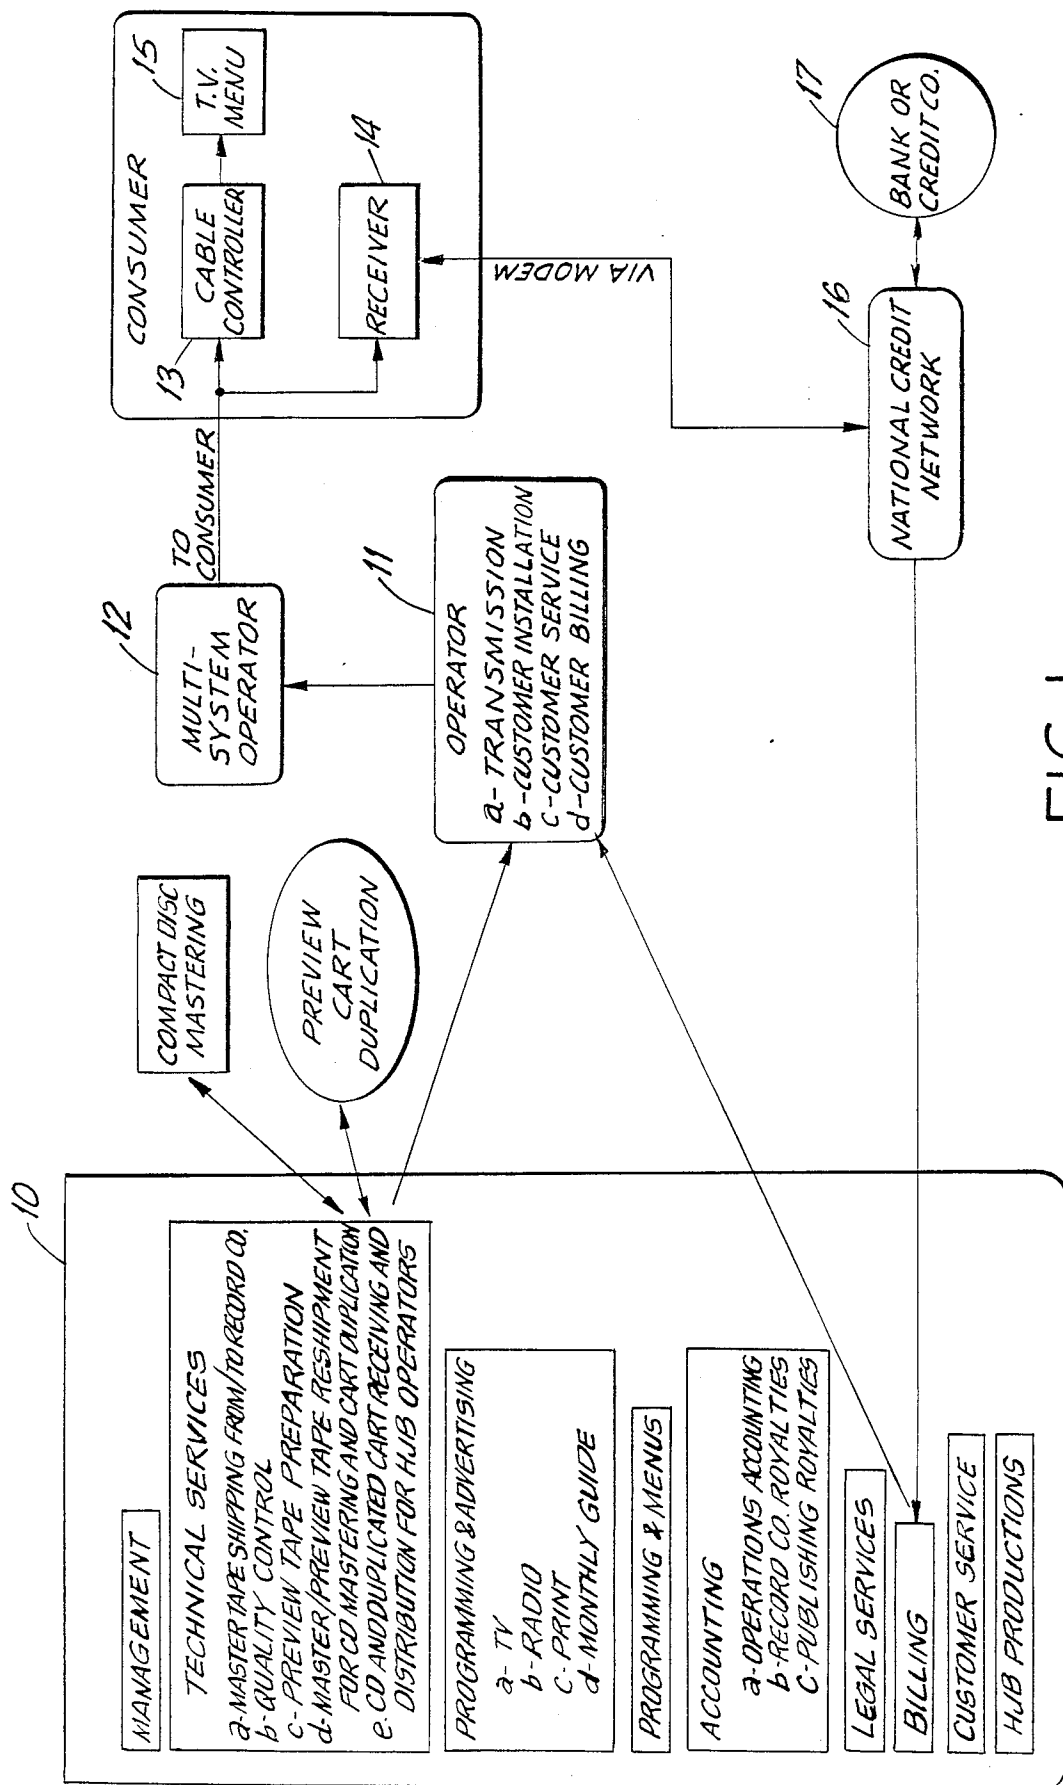 10
MANAGEMENT
TECHNICAL SERVICES
a-MASTER TAPE SHIPPING FROM/TO RECORD CO.
b-QUALITY CONTROL
c-PREVIEW TAPE PREPARATION
d-MASTER/PREVIEW TAPE RESHIPMENT
FOR CD MASTERING AND CART DUPLICATION
e. CD AND DUPLICATED CART RECEIVING AND
DISTRIBUTION FOR HJB OPERATORS
PROGRAMMING & ADVERTISING
a-TV
b-RADIO
c-PRINT
d-MONTHLY GUIDE
PROGRAMMING & MENUS
ACCOUNTING
a-OPERATIONS ACCOUNTING
b-RECORD CO. ROYALTIES
c-PUBLISHING ROYALTIES
LEGAL SERVICES
BILLING
CUSTOMER SERVICE
HJB PRODUCTIONS
COMPACT DISC
MASTERING
PREVIEW
CART
DUPLICATION
12
MULTI-
SYSTEM
OPERATOR
11
OPERATOR
a-TRANSMISSION
b-CUSTOMER INSTALLATION
c-CUSTOMER SERVICE
d-CUSTOMER BILLING
TO
CONSUMER
CONSUMER
13
CABLE
CONTROLLER
15
T.V.
MENU
14
RECEIVER
VIA MODEM
16
NATIONAL CREDIT
NETWORK
17
BANK OR
CREDIT CO.
FIG. 1